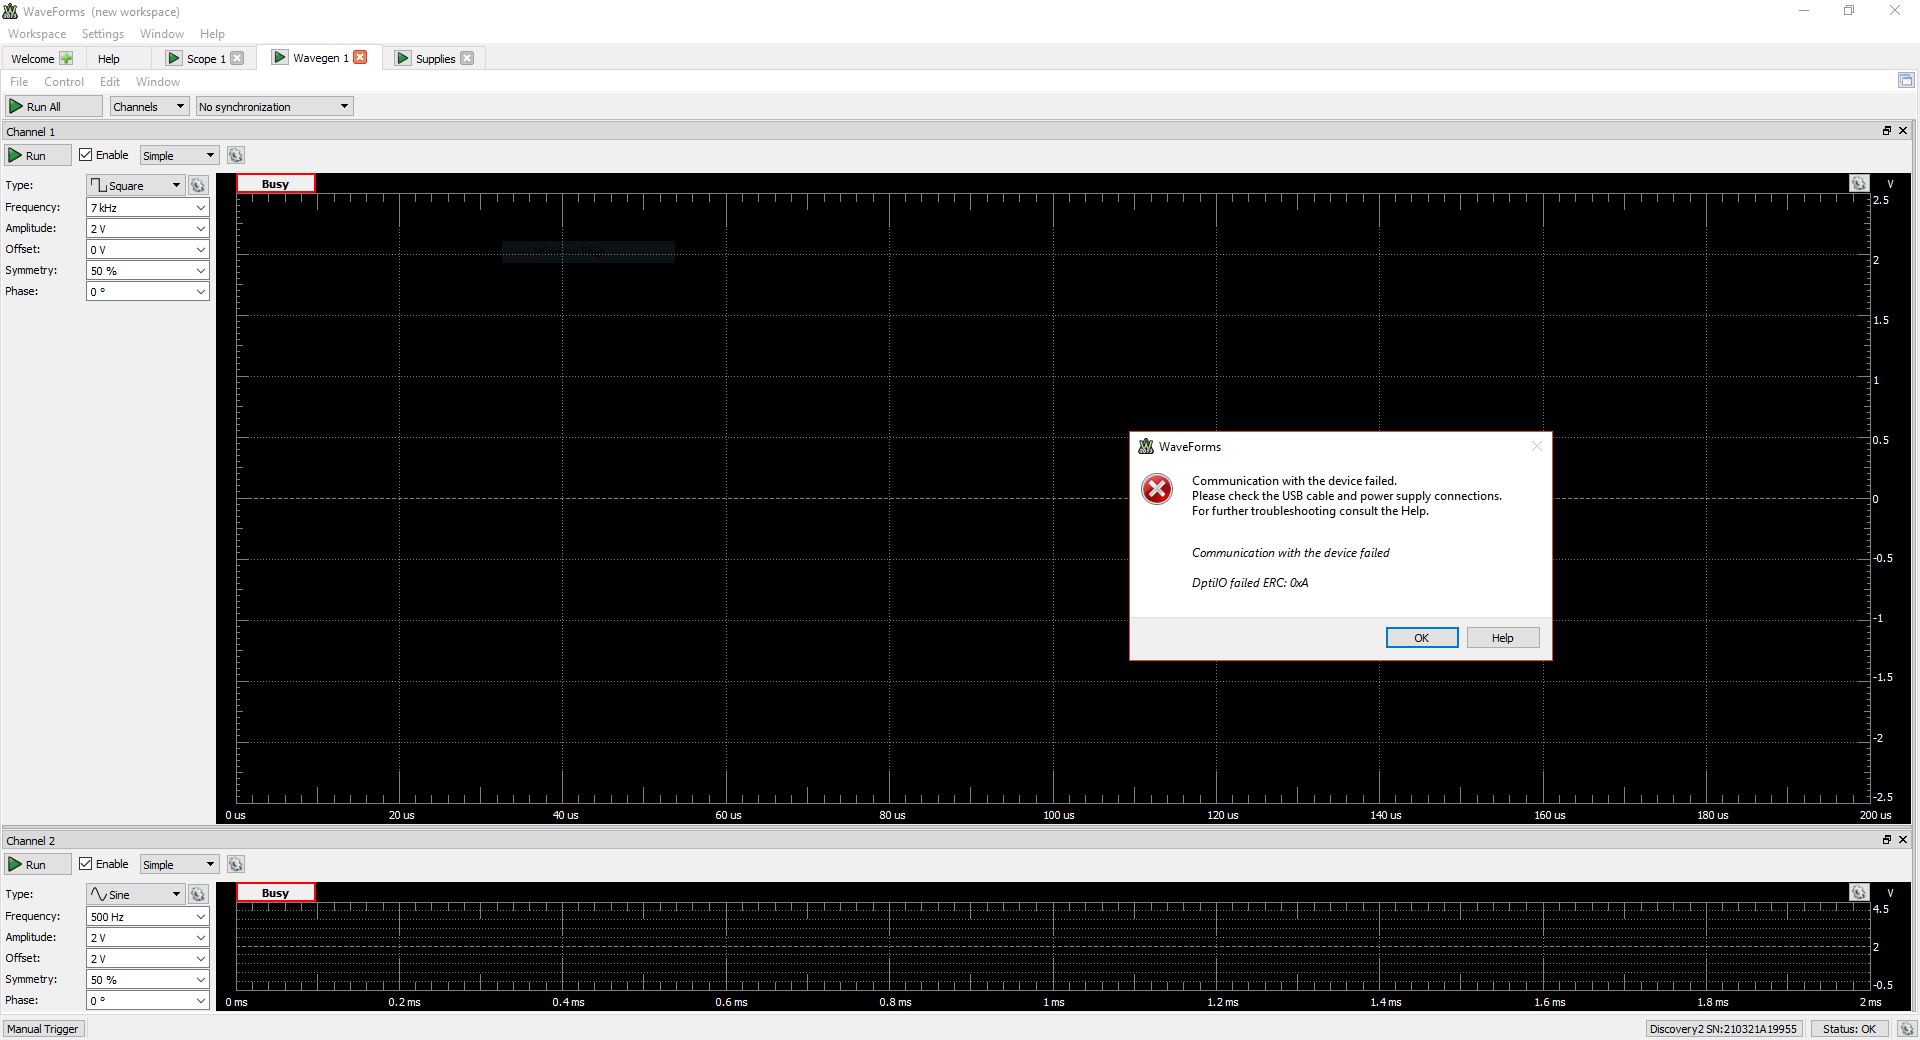 WaveForms (new workspace)
Workspace Settings Window Help
Welcome Help Scope 1 Wavegen 1 Supplies
File Control Edit Window
Run All Channels No synchronization
Channel 1
Run Enable Simple
Type: Square
Frequency: 7 kHz
Amplitude: 2 V
Offset: 0 V
Symmetry: 50 %
Phase: 0 º
Busy
V
2.5
2
1.5
1
0.5
0
-0.5
-1
-1.5
-2
-2.5
0 us 20 us 40 us 60 us 80 us 100 us 120 us 140 us 160 us 180 us 200 us
WaveForms
Communication with the device failed.
Please check the USB cable and power supply connections.
For further troubleshooting consult the Help.
Communication with the device failed
DptiIO failed ERC: 0xA
OK Help
Channel 2
Run Enable Simple
Type: Sine
Frequency: 500 Hz
Amplitude: 2 V
Offset: 2 V
Symmetry: 50 %
Phase: 0 º
Busy
V
4.5
2
-0.5
0 ms 0.2 ms 0.4 ms 0.6 ms 0.8 ms 1 ms 1.2 ms 1.4 ms 1.6 ms 1.8 ms 2 ms
Manual Trigger Discovery2 SN:210321A19955 Status: OK